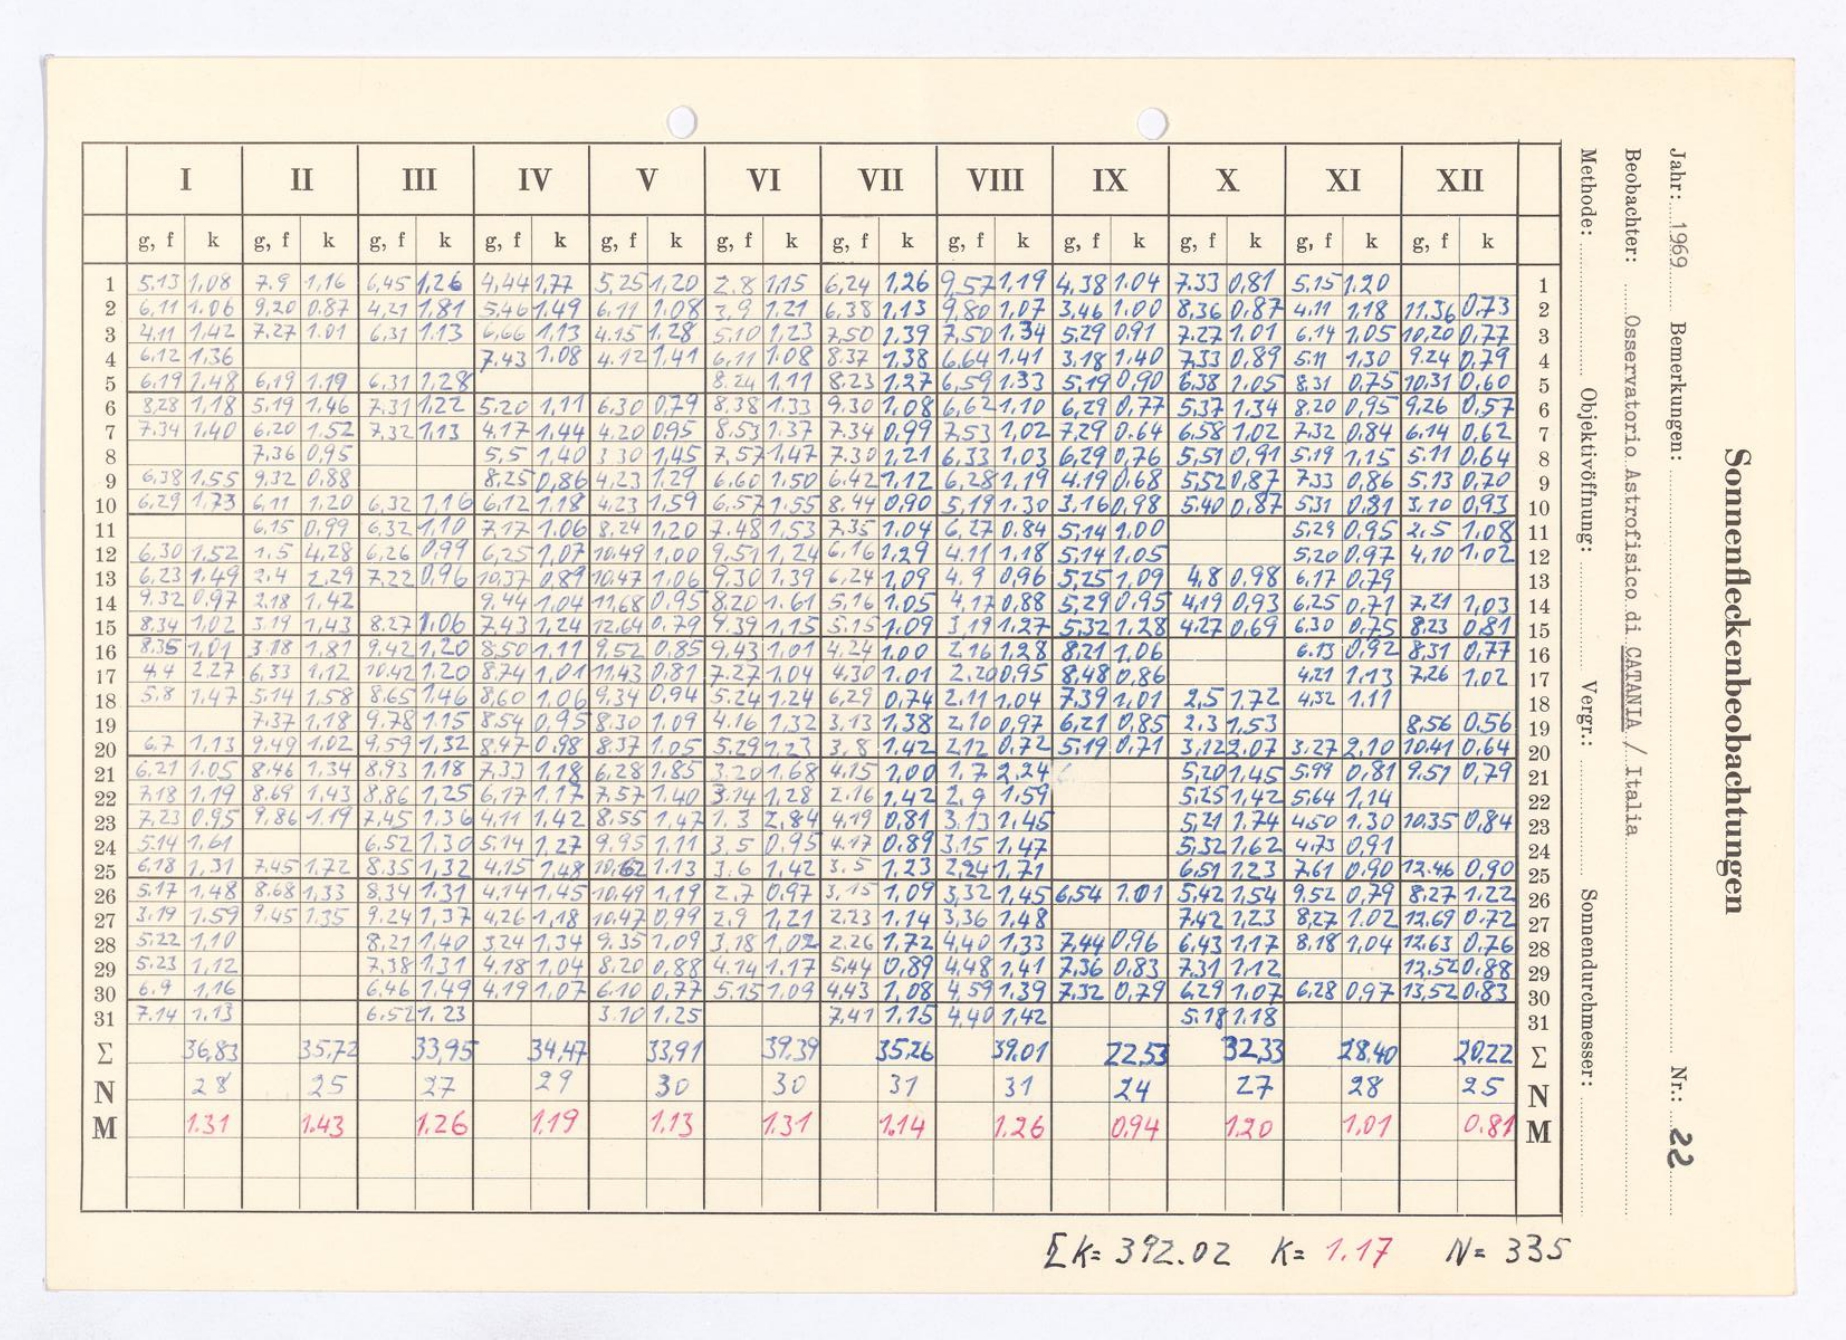 Sonnenfleckenbeobachtungen
Jahr: 1969 Bemerkungen: Nr.: 22
Beobachter: Osservatorio Astrofisico di CATANIA / Italia
Methode: Objektivöffnung: Vergr.: Sonnendurchmesser:
I II III IV V VI VII VIII IX X XI XII
g, f k g, f k g, f k g, f k g, f k g, f k g, f k g, f k g, f k g, f k g, f k g, f k
1 5.13 1.08 7.9 1,16 6,45 1,26 4,44 1,77 5,25 1,20 2.8 1,15 6,24 1,26 9,57 1,19 4,38 1.04 7.33 0,81 5.15 1.20 1
2 6,11 1.06 9,20 0.87 4.21 1,81 5.46 1.49 6.11 1.08 3,9 1.21 6.38 1,13 9,80 1,07 3,46 1.00 8,36 0,87 4.11 1,18 11.36 0.73 2
3 4.11 1,42 7.27 1.01 6,31 1.13 6,66 1,13 4.15 1,28 5,10 1,23 7,50 1,39 7,50 1,34 5.29 0.91 7.27 1.01 6.14 1,05 10,20 0,77 3
4 6.12 1,36 7.43 1.08 4.12 1,41 6,11 1.08 8.37 1,38 6,64 1,41 3.18 1,40 7,33 0,89 5.11 1,30 9.24 0,79 4
5 6.19 1,48 6,19 1.19 6.31 1,28 8.24 1,11 8.23 1,27 6,59 1.33 5,19 0,90 6.38 1,05 8,31 0,75 10,31 0,60 5
6 8,28 1,18 5.19 1,46 7,31 1,22 5.20 1,11 6,30 0,79 8,38 1.33 9.30 1,08 6,62 1,10 6,29 0,77 5,37 1,34 8.20 0,95 9,26 0,57 6
7 7.34 1,40 6,20 1.52 7,32 1,13 4.17 1,44 4.20 0.95 8.53 1.37 7.34 0,99 7,53 1,02 7.29 0.64 6,58 1,02 7,32 0,84 6.14 0,62 7
8 7,36 0,95 5,5 1,40 3.30 1,45 7,57 1,47 7.30 1,21 6,33 1,03 6,29 0,76 5,51 0,91 5.19 1,15 5.11 0,64 8
9 6,38 1,55 9,32 0.88 8.25 0,86 4,23 1.29 6.60 1,50 6.42 1,12 6,28 1,19 4.19 0.68 5,52 0,87 7.33 0,86 5.13 0,70 9
10 6.29 1.73 6,11 1.20 6,32 1,16 6,12 1,18 4.23 1,59 6,57 1.55 8.44 0,90 5,19 1.30 3.16 0,98 5.40 0,87 5.31 0.81 3.10 0,93 10
11 6.15 0,99 6,32 1,10 7,17 1.06 8.24 1,20 7.48 1,53 7.35 1,04 6,27 0.84 5,14 1.00 5.29 0,95 2.5 1.08 11
12 6,30 1,52 1.5 4,28 6,26 0,99 6,25 1,07 10,49 1,00 9.51 1,24 6.16 1,29 4.11 1.18 5.14 1.05 5,20 0,97 4,10 1.02 12
13 6,23 1.49 2.4 2,29 7,22 0,96 10,37 0,89 10,47 1,06 9.30 1,39 6,24 1,09 4.9 0,96 5,25 1,09 4,8 0,98 6.17 0,79 13
14 9.32 0,97 2.18 1.42 9.44 1.04 11,68 0,95 8.20 1.61 5,16 1.05 4,17 0,88 5,29 0,95 4,19 0,93 6.25 0,71 7,21 1,03 14
15 8.34 1,02 3.19 1,43 8.27 1,06 7.43 1,24 12.64 0.79 9.39 1,15 5.15 1,09 3,19 1,27 5,32 1,28 4.27 0,69 6,30 0,75 8.23 0,81 15
16 8.35 1,01 3.18 1,81 9,42 1,20 8,50 1,11 9,52 0,85 9,43 1.01 4.24 1.00 2.16 1,28 8,21 1,06 6.13 0,92 8,31 0,77 16
17 4.4 2.27 6,33 1,12 10.42 1.20 8,74 1,01 11,43 0,81 7.27 1,04 4,30 1.01 2,20 0,95 8,48 0,86 4,21 1.13 7,26 1,02 17
18 5.8 1,47 5.14 1,58 8.65 1.46 8,60 1,06 9,34 0,94 5.24 1.24 6,29 0,74 2.11 1.04 7.39 1,01 2,5 1,72 4,32 1.11 18
19 7.37 1,18 9.78 1.15 8.54 0,95 8,30 1.09 4.16 1,32 3,13 1,38 2,10 0,97 6,21 0,85 2.3 1,53 8,56 0.56 19
20 6.7 1,13 9,49 1,02 9,59 1,32 8,47 0,98 8,37 1.05 5,29 1,23 3,8 1,42 2,12 0,72 5.19 0,71 3,12 2,07 3.27 2,10 10,41 0,64 20
21 6.21 1.05 8.46 1,34 8,93 1,18 7,33 1,18 6,28 1,85 3.20 1,68 4,15 1,00 1,7 2,24 5,20 1,45 5.99 0,81 9.51 0,79 21
22 7.18 1,19 8,69 1,43 8,86 1,25 6,17 1,17 7,57 1,40 3.14 1,28 2.16 1,42 2,9 1,59 5,25 1,42 5,64 1,14 22
23 7,23 0,95 9,86 1.19 7,45 1.36 4,11 1,42 8.55 1,47 1.3 2,84 4,19 0,81 3.13 1,45 5,21 1.74 4,50 1.30 10.35 0,84 23
24 5.14 1,61 6,52 1,30 5,14 1,27 9,95 1,11 3.5 0,95 4.17 0.89 3.15 1,47 5,32 1,62 4,73 0,91 24
25 6,18 1,31 7.45 1,72 8,35 1,32 4,15 1,48 10,62 1.13 3.6 1,42 3.5 1,23 2,24 1,71 6,51 1,23 7,61 0,90 12.46 0,90 25
26 5.17 1,48 8.68 1,33 8,34 1.31 4.14 1,45 10,49 1,19 2.7 0,97 3.15 1,09 3,32 1,45 6,54 1.01 5,42 1,54 9.52 0,79 8,27 1.22 26
27 3.19 1.59 9.45 1.35 9.24 1,37 4,26 1,18 10.47 0,99 2.9 1,21 2.23 1,14 3,36 1,48 7,42 1,23 8,27 1.02 12,69 0.72 27
28 5,22 1,10 8,21 1,40 3.24 1,34 9.35 1,09 3,18 1,02 2.26 1,72 4,40 1,33 7,44 0,96 6,43 1,17 8,18 1,04 12,63 0,76 28
29 5.23 1,12 7,38 1,31 4,18 1,04 8,20 0,88 4.14 1.17 5,44 0,89 4,48 1,41 7,36 0,83 7,31 1,12 12,52 0.88 29
30 6.9 1,16 6,46 1,49 4.19 1,07 6.10 0,77 5.15 1.09 4,43 1,08 4,59 1,39 7,32 0,79 6,29 1,07 6,28 0,97 13,52 0.83 30
31 7.14 1.13 6.52 1.23 3.10 1,25 7,41 1,15 4,40 1,42 5.18 1.18 31
Σ 36,83 35,72 33,95 34,47 33,91 39.39 35.26 39.01 22,53 32,33 28.40 20,22 Σ
N 28 25 27 29 30 30 31 31 24 27 28 25 N
M 1.31 1.43 1.26 1.19 1.13 1.31 1.14 1.26 0.94 1.20 1.01 0.81 M
Σk= 392.02 K= 1.17 N= 335